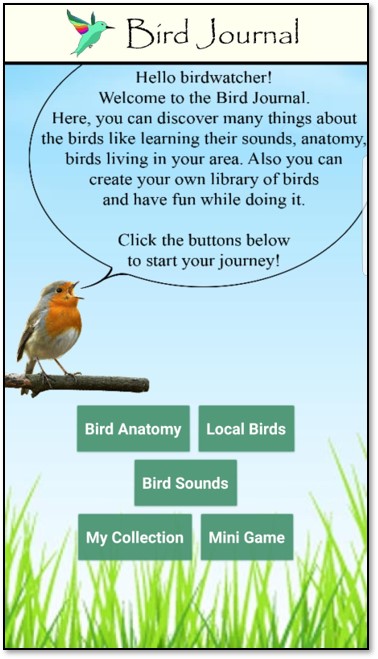 Bird Journal
Hello birdwatcher!
Welcome to the Bird Journal.
Here, you can discover many things about
the birds like learning their sounds, anatomy,
birds living in your area. Also you can
create your own library of birds
and have fun while doing it.
Click the buttons below
to start your journey!
Bird Anatomy Local Birds
Bird Sounds
My Collection Mini Game